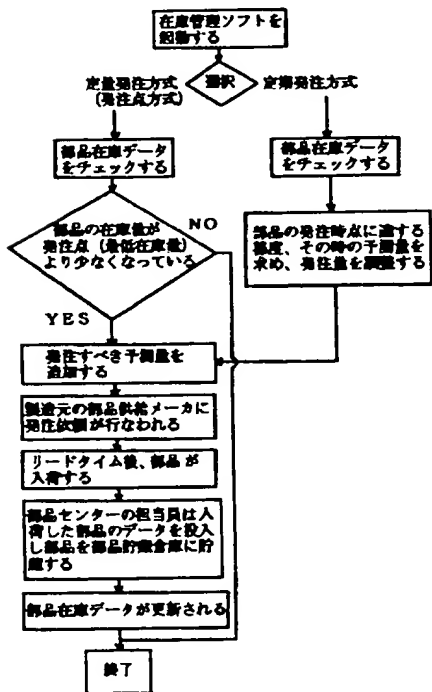 在庫管理ソフトを
起動する
選択
定量発注方式
(発注点方式)
定期発注方式
部品在庫データ
をチェックする
部品在庫データ
をチェックする
部品の在庫量が
発注点(最低在庫量)
より少なくなっている
NO
YES
部品の発注時点に達する
都度、その時の予測量を
求め、発注量を調整する
発注すべき予測量を
追加する
製造元の部品供給メーカに
発注依頼が行なわれる
リードタイム後、部品が
入荷する
部品センターの担当員は入
荷した部品のデータを投入
し部品を部品貯蔵倉庫に貯
蔵する
部品在庫データが更新される
終了